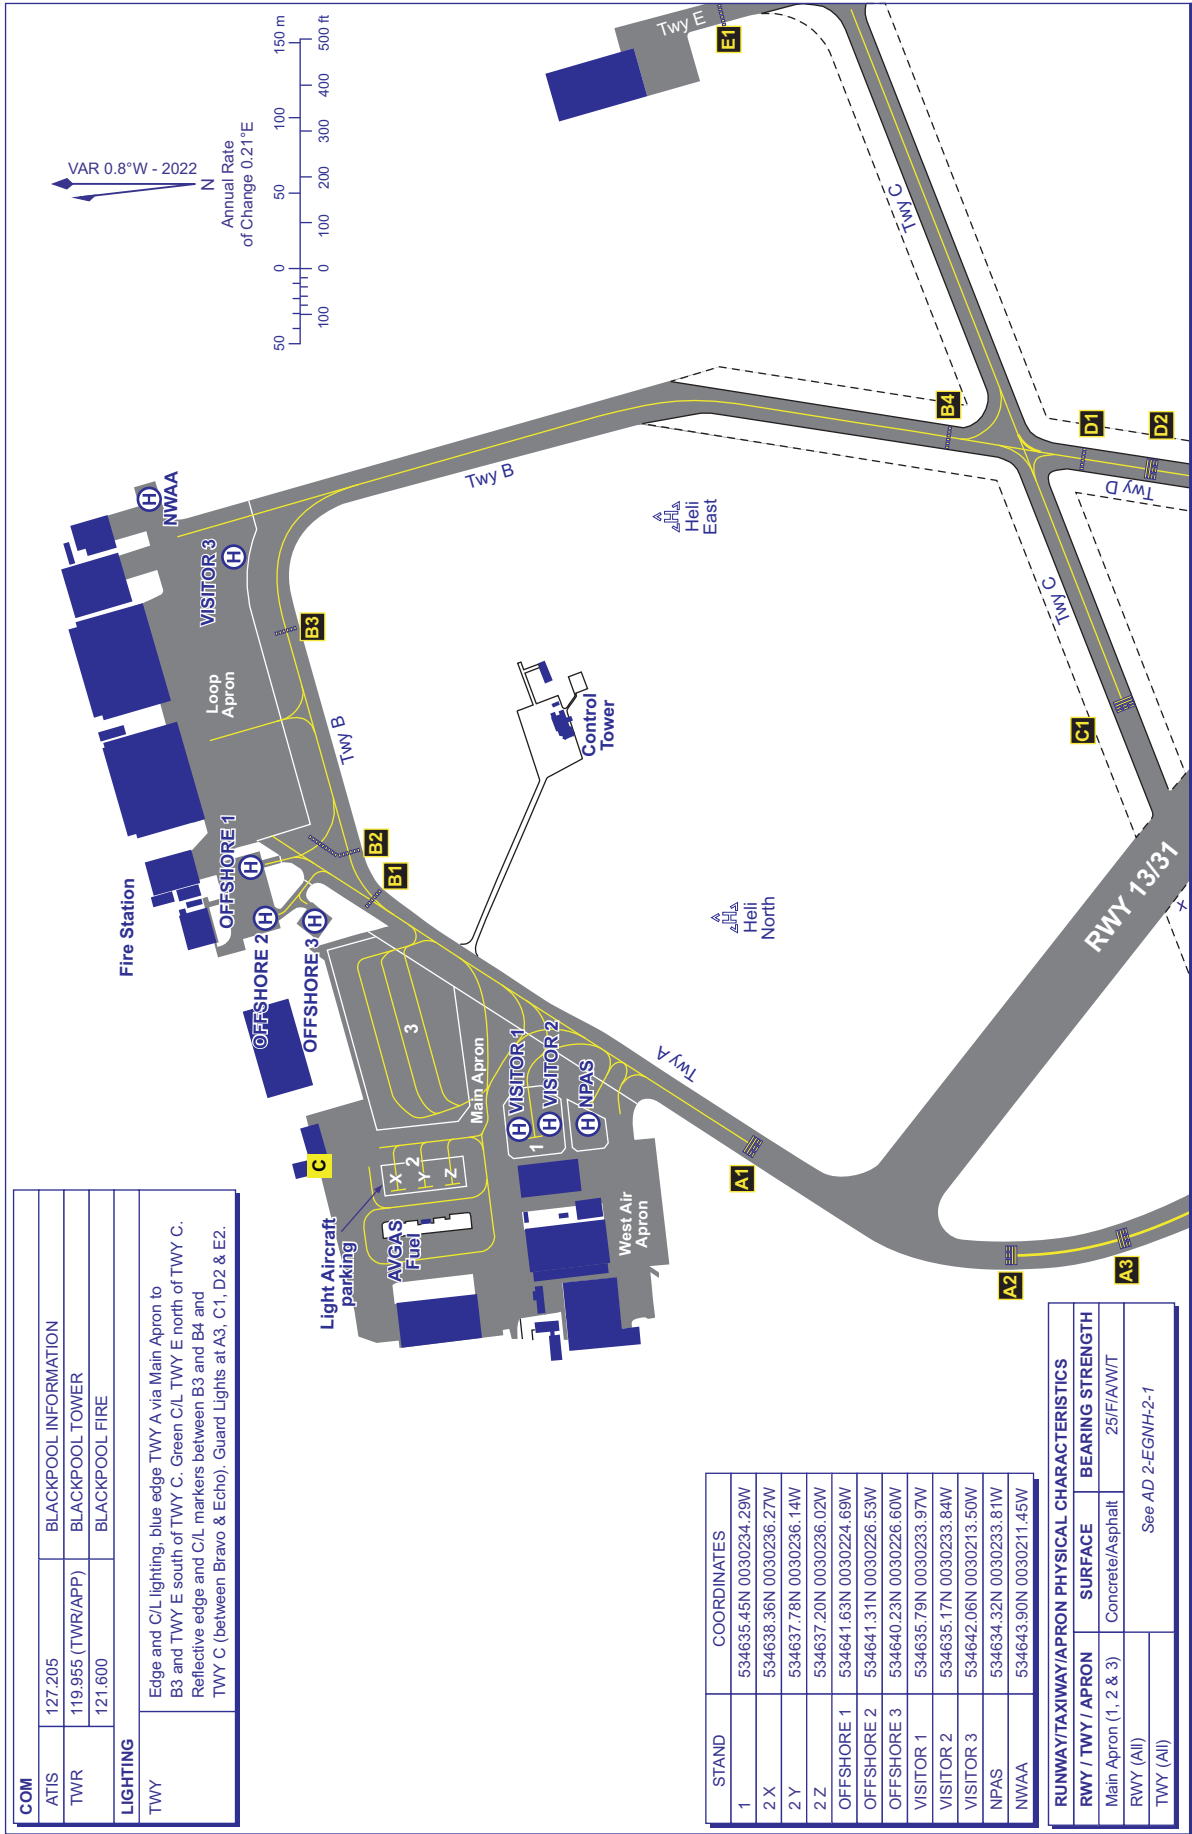 COM
ATIS 127.205 BLACKPOOL INFORMATION
TWR 119.955 (TWR/APP) BLACKPOOL TOWER
121.600 BLACKPOOL FIRE
LIGHTING
TWY Edge and C/L lighting, blue edge TWY A via Main Apron to
B3 and TWY E south of TWY C. Green C/L TWY E north of TWY C.
Reflective edge and C/L markers between B3 and B4 and
TWY C (between Bravo & Echo). Guard Lights at A3, C1, D2 & E2.
VAR 0.8°W - 2022
N
Annual Rate
of Change 0.21°E
50 0 50 100 150 m
100 0 100 200 300 400 500 ft
Fire Station
OFFSHORE 1
H
OFFSHORE 2
H
OFFSHORE 3
H
Loop
Apron
VISITOR 3
H
H
NWAA
Light Aircraft
parking
C
AVGAS
Fuel
X
Y
Z
2
3
Main Apron
1
H
VISITOR 1
H
VISITOR 2
H
NPAS
West Air
Apron
B1
B2
B3
B4
Twy B
Twy B
Control
Tower
Heli
North
Heli
East
Twy A
A1
A2
A3
RWY 13/31
x
C1
Twy C
Twy C
D1
D2
Twy D
Twy E
E1
STAND COORDINATES
1 534635.45N 0030234.29W
2 X 534638.36N 0030236.27W
2 Y 534637.78N 0030236.14W
2 Z 534637.20N 0030236.02W
OFFSHORE 1 534641.63N 0030224.69W
OFFSHORE 2 534641.31N 0030226.53W
OFFSHORE 3 534640.23N 0030226.60W
VISITOR 1 534635.79N 0030233.97W
VISITOR 2 534635.17N 0030233.84W
VISITOR 3 534642.06N 0030213.50W
NPAS 534634.32N 0030233.81W
NWAA 534643.90N 0030211.45W
RUNWAY/TAXIWAY/APRON PHYSICAL CHARACTERISTICS
RWY / TWY / APRON SURFACE BEARING STRENGTH
Main Apron (1, 2 & 3) Concrete/Asphalt 25/F/A/W/T
RWY (All)
See AD 2-EGNH-2-1
TWY (All)